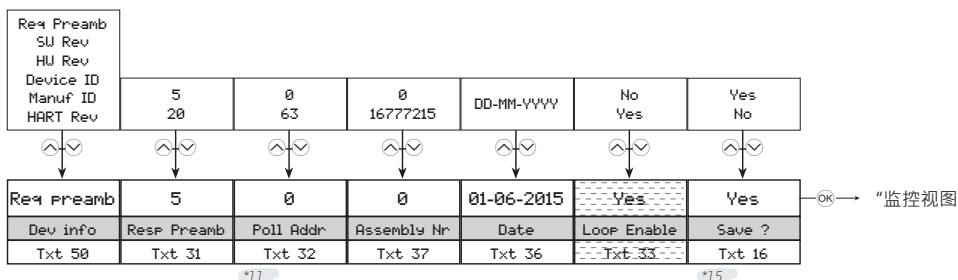 Req Preamb
SW Rev
HW Rev
Device ID
Manuf ID
HART Rev
5
20
0
63
0
16777215
DD-MM-YYYY
No
Yes
Yes
No
Req preamb 5 0 0 01-06-2015 Yes Yes OK "监控视图
Dev info Resp Preamb Poll Addr Assembly Nr Date Loop Enable Save ?
Txt 50 Txt 31 Txt 32 Txt 37 Txt 36 Txt 33 Txt 16
*11 *15